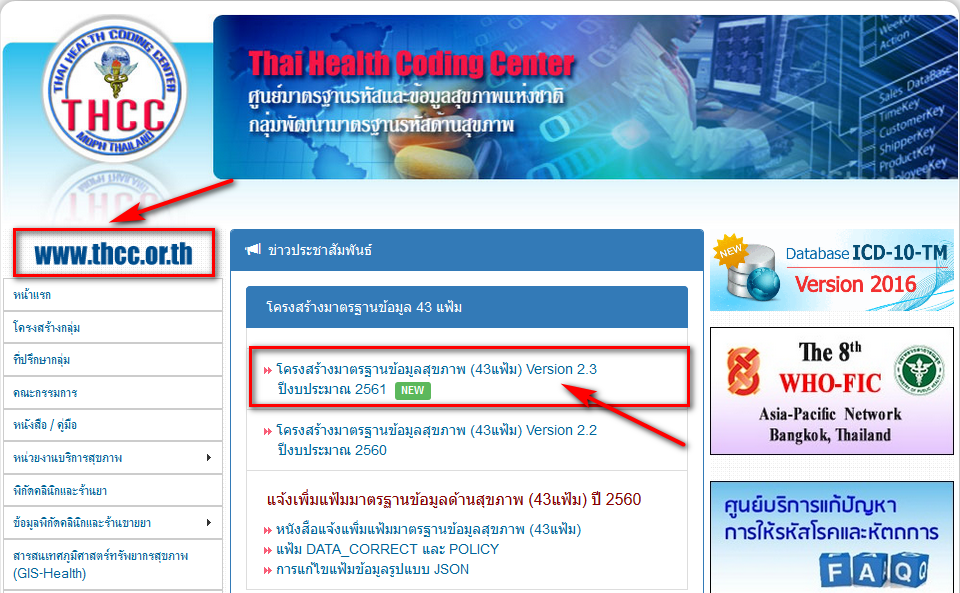 THAI HEALTH CODING CENTER
THCC
MOPH THAILAND
Thai Health Coding Center
ศูนย์มาตรฐานรหัสและข้อมูลสุขภาพแห่งชาติ
กลุ่มพัฒนามาตรฐานรหัสด้านสุขภาพ
Action
Sales DataBase
TimeKey
CustomerKey
ShipperKey
ProductKey
EmployeeKey
www.thcc.or.th
หน้าแรก
โครงสร้างกลุ่ม
ที่ปรึกษากลุ่ม
คณะกรรมการ
หนังสือ / คู่มือ
หน่วยงานบริการสุขภาพ
พิกัดคลินิกและร้านยา
ข้อมูลพิกัดคลินิกและร้านขายยา
สารสนเทศภูมิศาสตร์ทรัพยากรสุขภาพ
(GIS-Health)
ข่าวประชาสัมพันธ์
โครงสร้างมาตรฐานข้อมูล 43 แฟ้ม
โครงสร้างมาตรฐานข้อมูลสุขภาพ (43แฟ้ม) Version 2.3
ปีงบประมาณ 2561 NEW
โครงสร้างมาตรฐานข้อมูลสุขภาพ (43แฟ้ม) Version 2.2
ปีงบประมาณ 2560
แจ้งเพิ่มแฟ้มมาตรฐานข้อมูลด้านสุขภาพ (43แฟ้ม) ปี 2560
หนังสือแจ้งเพิ่มแฟ้มมาตรฐานข้อมูลสุขภาพ (43แฟ้ม)
แฟ้ม DATA_CORRECT และ POLICY
การแก้ไขแฟ้มข้อมูลรูปแบบ JSON
NEW
Database ICD-10-TM
Version 2016
The 8th
WHO-FIC
Asia-Pacific Network
Bangkok, Thailand
ศูนย์บริการแก้ปัญหา
การให้รหัสโรคและหัตถการ
FAQ